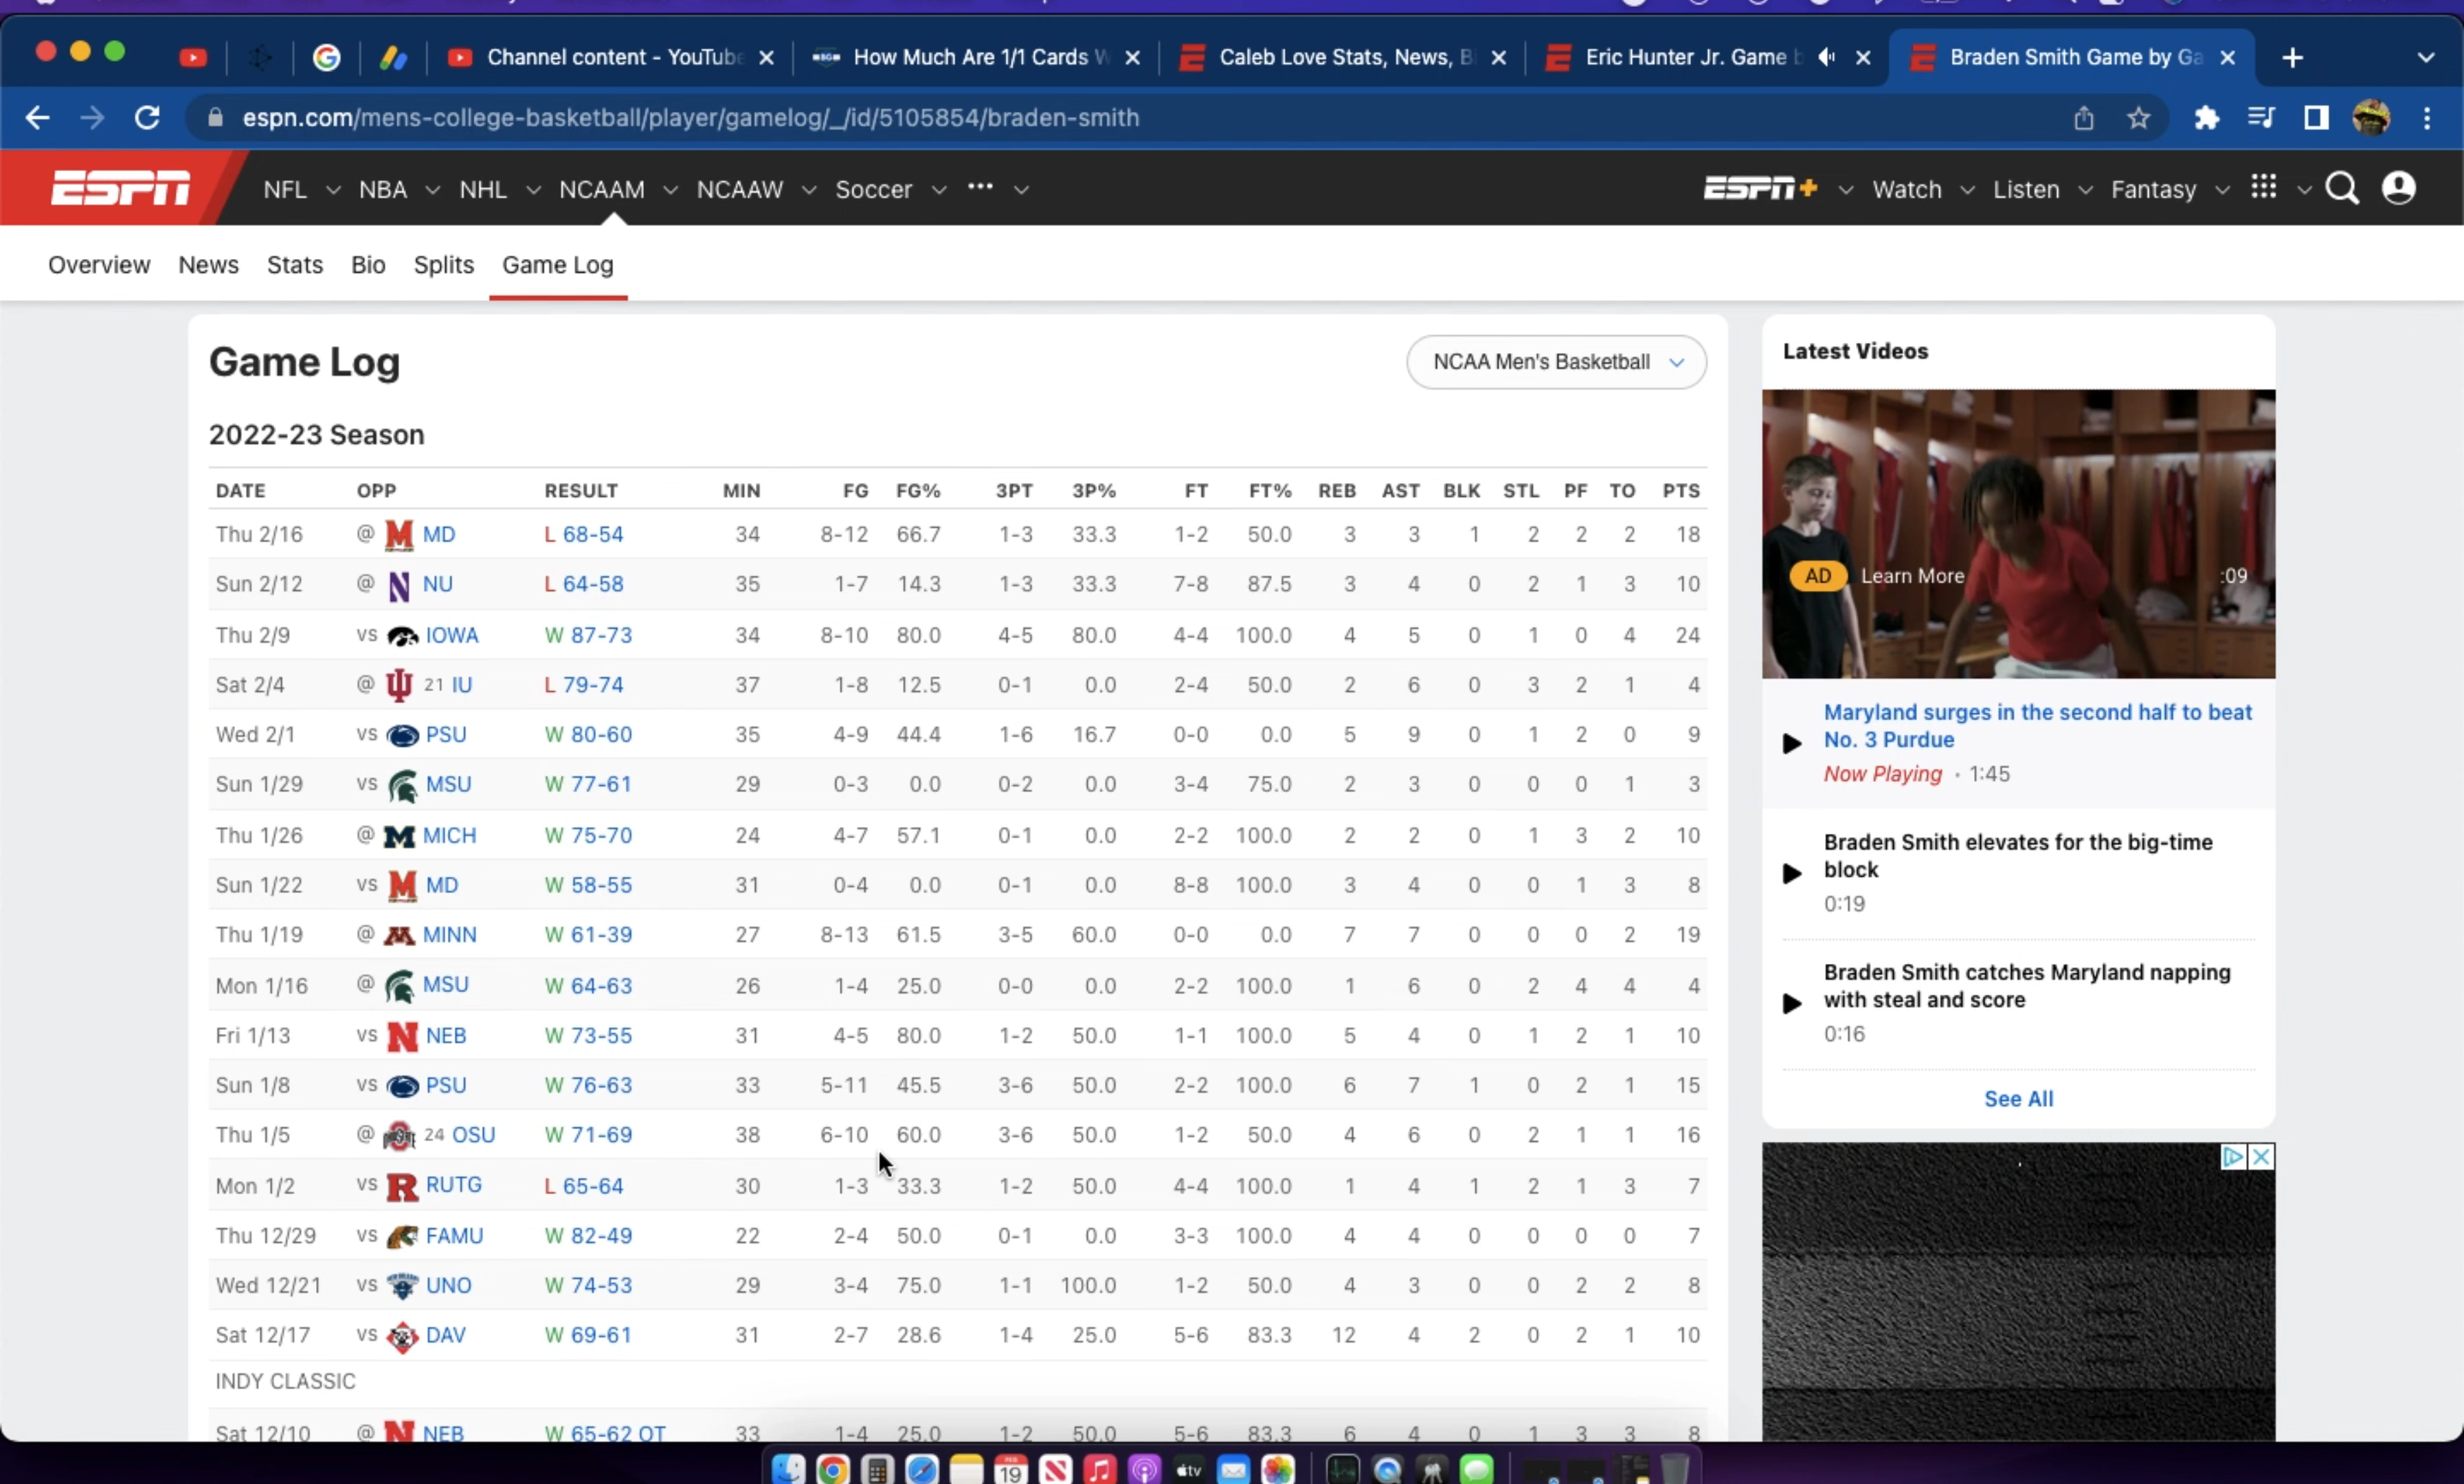 Channel content - YouTube
How Much Are 1/1 Cards W
Caleb Love Stats, News, B
Eric Hunter Jr. Game b
Braden Smith Game by Ga
espn.com/mens-college-basketball/player/gamelog/_/id/5105854/braden-smith
ESPN NFL NBA NHL NCAAM NCAAW Soccer ••• ESPN+ Watch Listen Fantasy
Overview News Stats Bio Splits Game Log
Game Log
NCAA Men's Basketball
2022-23 Season
DATE OPP RESULT MIN FG FG% 3PT 3P% FT FT% REB AST BLK STL PF TO PTS
Thu 2/16 @ M MD L 68-54 34 8-12 66.7 1-3 33.3 1-2 50.0 3 3 1 2 2 2 18
Sun 2/12 @ N NU L 64-58 35 1-7 14.3 1-3 33.3 7-8 87.5 3 4 0 2 1 3 10
Thu 2/9 vs IOWA W 87-73 34 8-10 80.0 4-5 80.0 4-4 100.0 4 5 0 1 0 4 24
Sat 2/4 @ 21 IU L 79-74 37 1-8 12.5 0-1 0.0 2-4 50.0 2 6 0 3 2 1 4
Wed 2/1 vs PSU W 80-60 35 4-9 44.4 1-6 16.7 0-0 0.0 5 9 0 1 2 0 9
Sun 1/29 vs MSU W 77-61 29 0-3 0.0 0-2 0.0 3-4 75.0 2 3 0 0 0 1 3
Thu 1/26 @ M MICH W 75-70 24 4-7 57.1 0-1 0.0 2-2 100.0 2 2 0 1 3 2 10
Sun 1/22 vs M MD W 58-55 31 0-4 0.0 0-1 0.0 8-8 100.0 3 4 0 0 1 3 8
Thu 1/19 @ M MINN W 61-39 27 8-13 61.5 3-5 60.0 0-0 0.0 7 7 0 0 0 2 19
Mon 1/16 @ MSU W 64-63 26 1-4 25.0 0-0 0.0 2-2 100.0 1 6 0 2 4 4 4
Fri 1/13 vs N NEB W 73-55 31 4-5 80.0 1-2 50.0 1-1 100.0 5 4 0 1 2 1 10
Sun 1/8 vs PSU W 76-63 33 5-11 45.5 3-6 50.0 2-2 100.0 6 7 1 0 2 1 15
Thu 1/5 @ 24 OSU W 71-69 38 6-10 60.0 3-6 50.0 1-2 50.0 4 6 0 2 1 1 16
Mon 1/2 vs R RUTG L 65-64 30 1-3 33.3 1-2 50.0 4-4 100.0 1 4 1 2 1 3 7
Thu 12/29 vs FAMU W 82-49 22 2-4 50.0 0-1 0.0 3-3 100.0 4 4 0 0 0 0 7
Wed 12/21 vs UNO W 74-53 29 3-4 75.0 1-1 100.0 1-2 50.0 4 3 0 0 2 2 8
Sat 12/17 vs DAV W 69-61 31 2-7 28.6 1-4 25.0 5-6 83.3 12 4 2 0 2 1 10
INDY CLASSIC
Sat 12/10 @ N NEB W 65-62 OT 33 1-4 25.0 1-2 50.0 5-6 83.3 6 4 0 1 3 3 8
Latest Videos
AD Learn More :09
Maryland surges in the second half to beat
No. 3 Purdue
Now Playing • 1:45
Braden Smith elevates for the big-time
block
0:19
Braden Smith catches Maryland napping
with steal and score
0:16
See All
FEB
19
tv